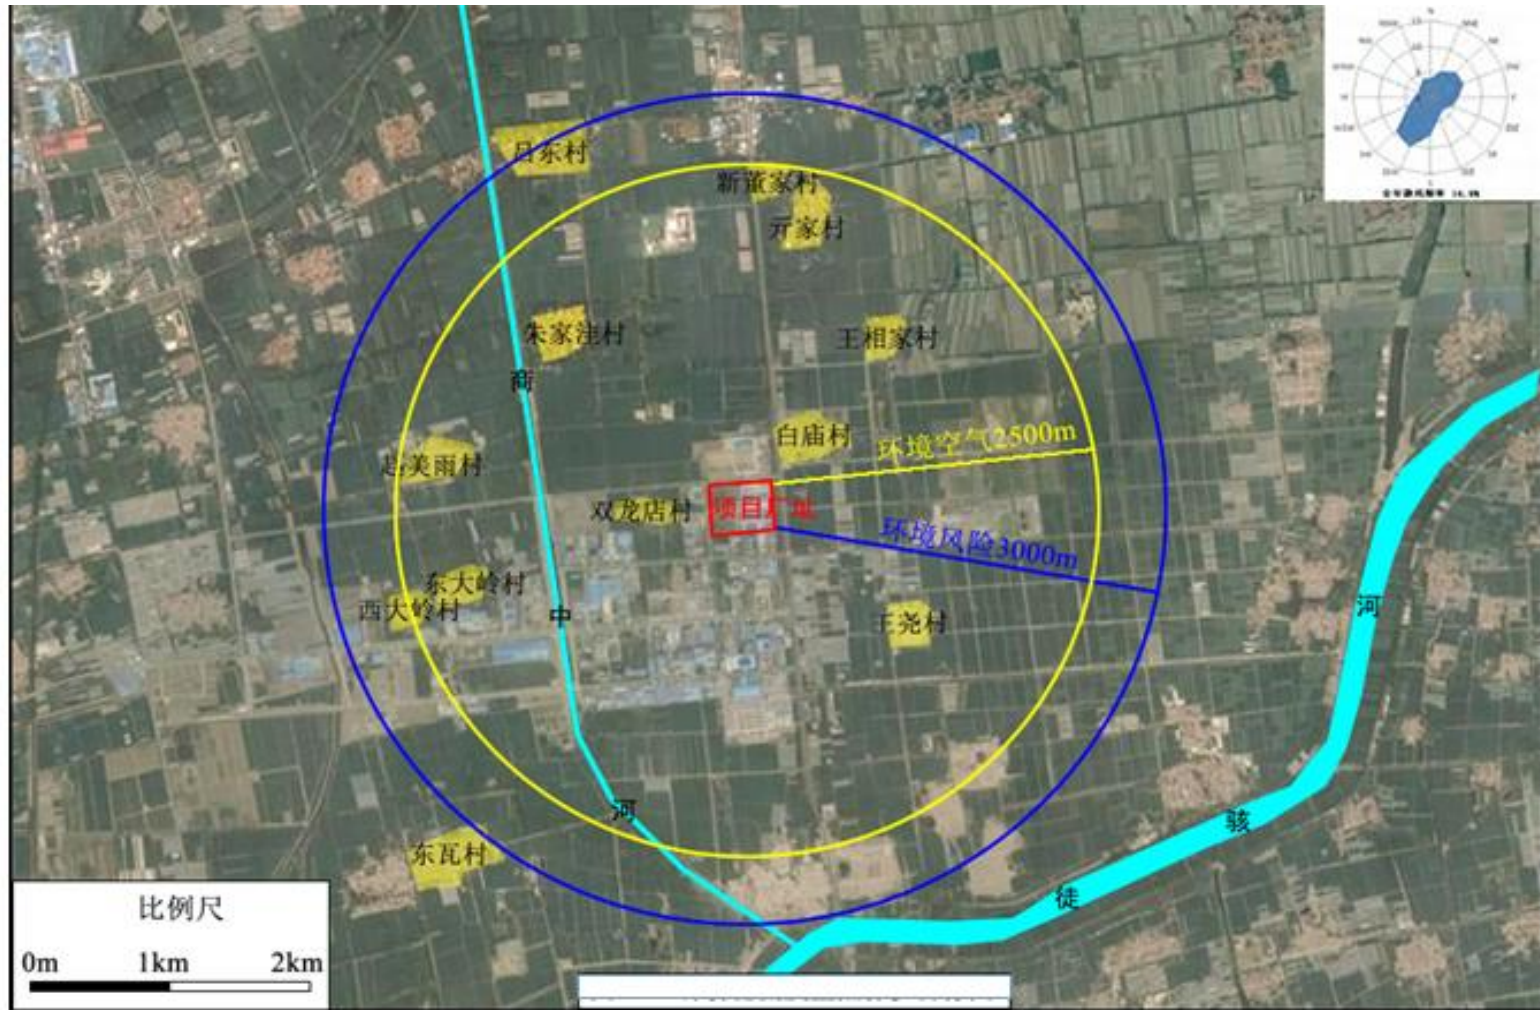 N
吕东村
新董家村
亓家村
朱家洼村
王相家村
商
白庙村
环境空气2500m
赵美雨村
双龙店村
项目厂址
环境风险3000m
东大岭村
西大岭村
中
王尧村
河
河
骇
东瓦村
徒
比例尺
0m 1km 2km